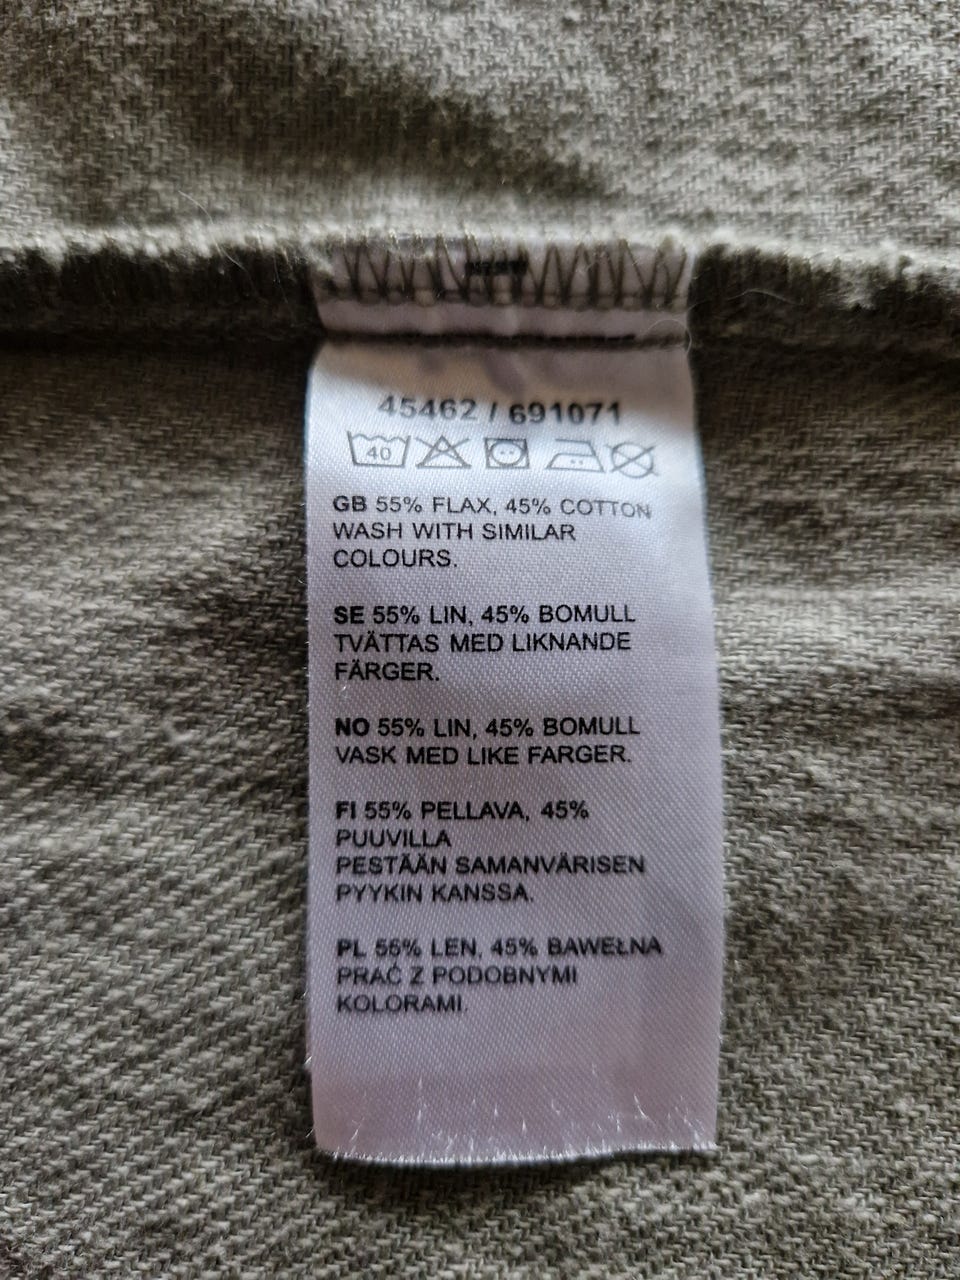 45462 / 691071
40
GB 55% FLAX, 45% COTTON
WASH WITH SIMILAR
COLOURS.
SE 55% LIN, 45% BOMULL
TVÄTTAS MED LIKNANDE
FÄRGER.
NO 55% LIN, 45% BOMULL
VASK MED LIKE FARGER.
FI 55% PELLAVA, 45%
PUUVILLA
PESTÄÄN SAMANVÄRISEN
PYYKIN KANSSA.
PL 55% LEN, 45% BAWEŁNA
PRAĆ Z PODOBNYMI
KOLORAMI.